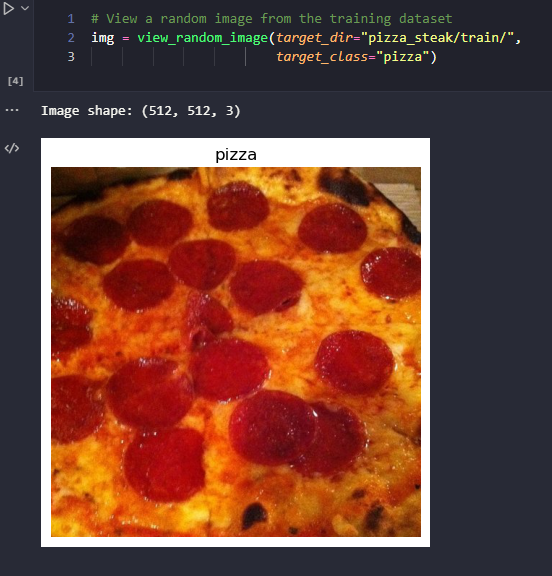 1 # View a random image from the training dataset
2 img = view_random_image(target_dir="pizza_steak/train/",
3 target_class="pizza")
[4]
Image shape: (512, 512, 3)
pizza